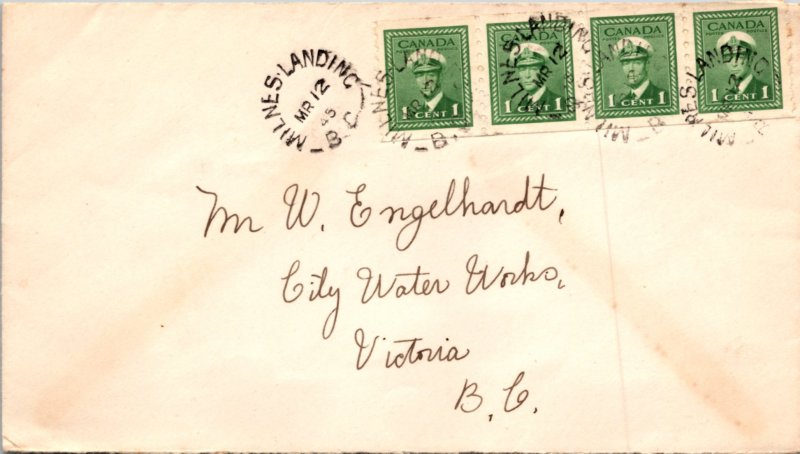 MILNES·LANDING
MR 12
45
B.C.
CANADA CANADA CANADA CANADA
1 CENT 1 1 CENT 1 1 CENT 1 1 CENT 1
Mr W. Engelhardt,
City Water Works,
Victoria
B.C.